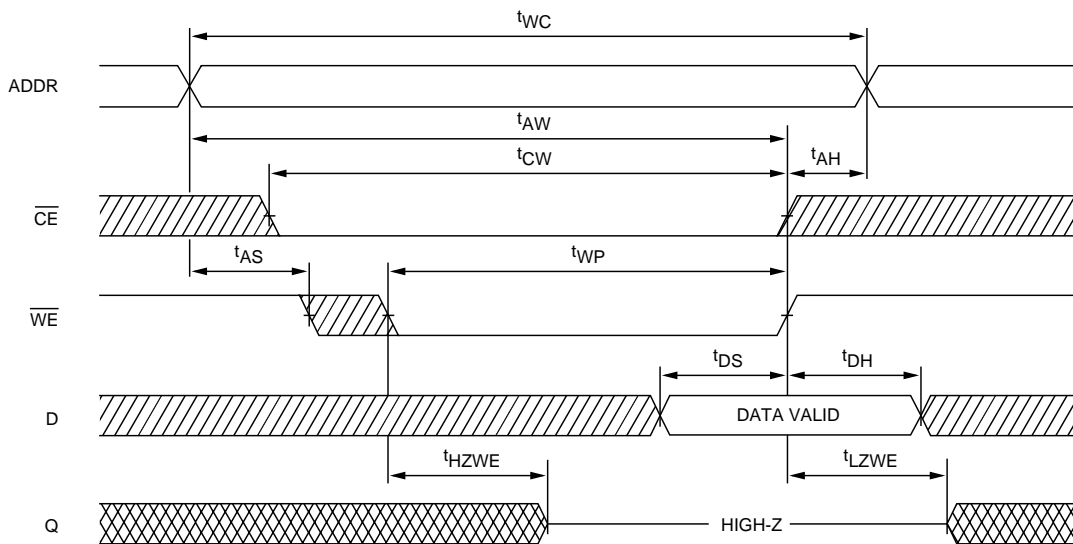 tWC
ADDR
tAW
tCW
tAH
CE
tAS
tWP
WE
tDS
tDH
D
DATA VALID
tHZWE
tLZWE
Q
HIGH-Z